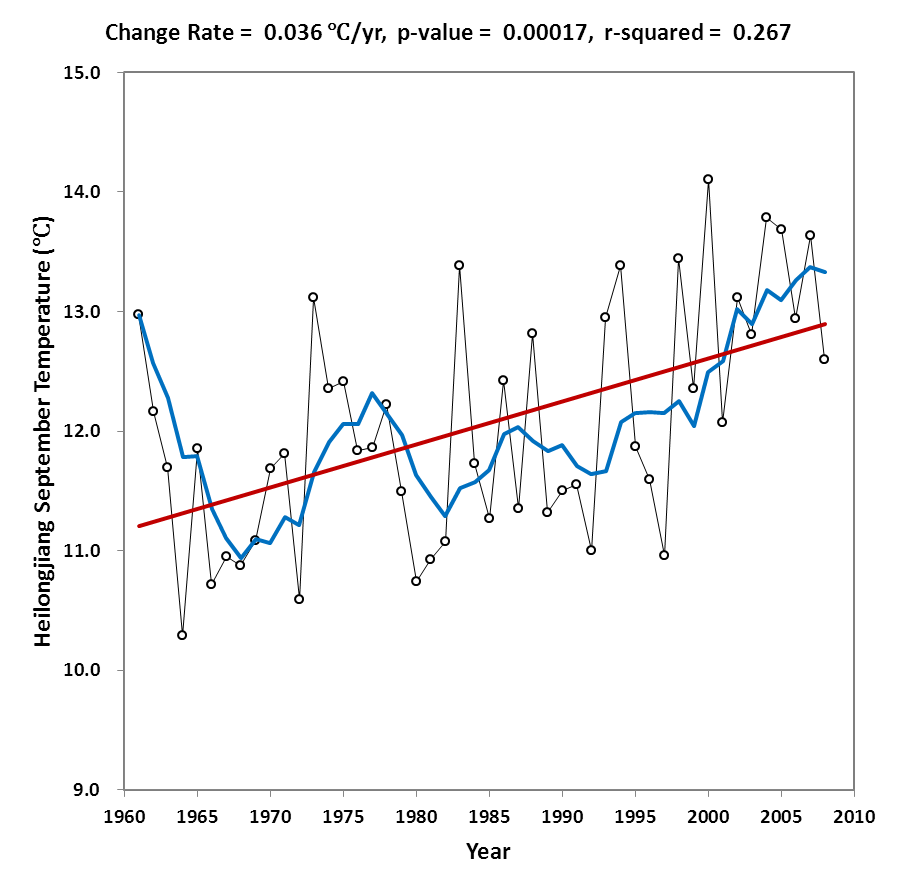 Change Rate = 0.036 ℃/yr, p-value = 0.00017, r-squared = 0.267
15.0
14.0
13.0
12.0
11.0
10.0
9.0
Heilongjiang September Temperature (℃)
1960 1965 1970 1975 1980 1985 1990 1995 2000 2005 2010
Year